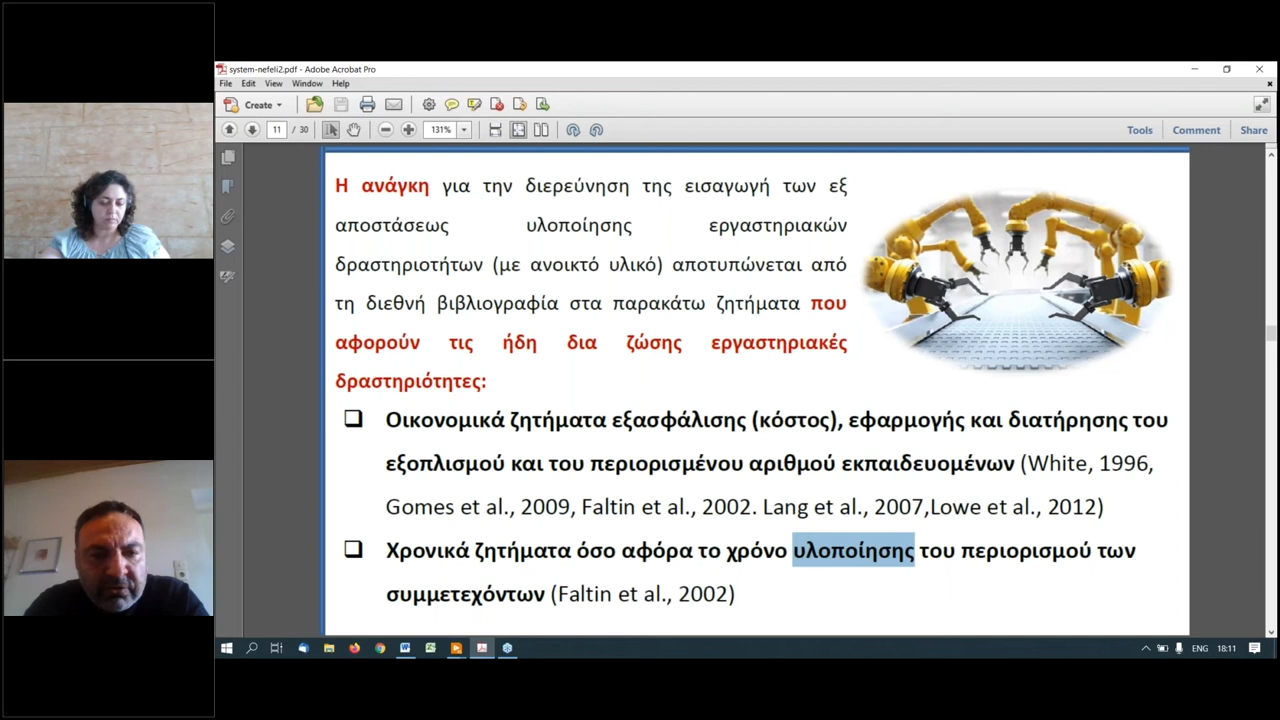 system-nefeli2.pdf - Adobe Acrobat Pro
File Edit View Window Help
Create
11 / 30 131% Tools Comment Share
Η ανάγκη για την διερεύνηση της εισαγωγή των εξ
αποστάσεως υλοποίησης εργαστηριακών
δραστηριοτήτων (με ανοικτό υλικό) αποτυπώνεται από
τη διεθνή βιβλιογραφία στα παρακάτω ζητήματα που
αφορούν τις ήδη δια ζώσης εργαστηριακές
δραστηριότητες:
Οικονομικά ζητήματα εξασφάλισης (κόστος), εφαρμογής και διατήρησης του
εξοπλισμού και του περιορισμένου αριθμού εκπαιδευομένων (White, 1996,
Gomes et al., 2009, Faltin et al., 2002. Lang et al., 2007,Lowe et al., 2012)
Χρονικά ζητήματα όσο αφόρα το χρόνο υλοποίησης του περιορισμού των
συμμετεχόντων (Faltin et al., 2002)
ENG 18:11